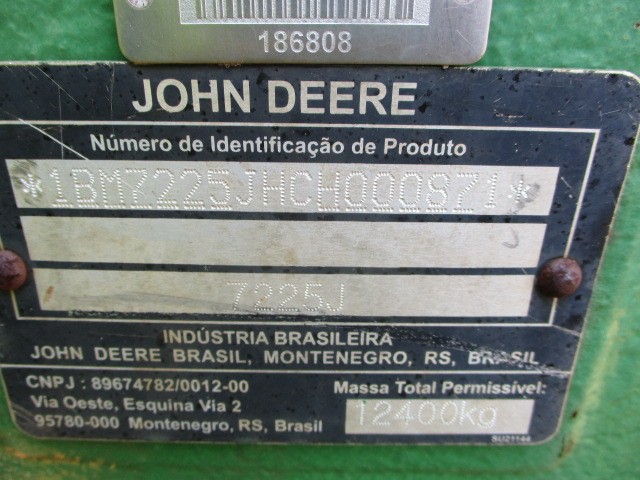 186808
JOHN DEERE
Número de Identificação de Produto
*1BM7225JHCH000871*
7225J
INDÚSTRIA BRASILEIRA
JOHN DEERE BRASIL, MONTENEGRO, RS, BRASIL
CNPJ : 89674782/0012-00
Massa Total Permissível:
Via Oeste, Esquina Via 2
12400kg
95780-000 Montenegro, RS, Brasil
SU21144